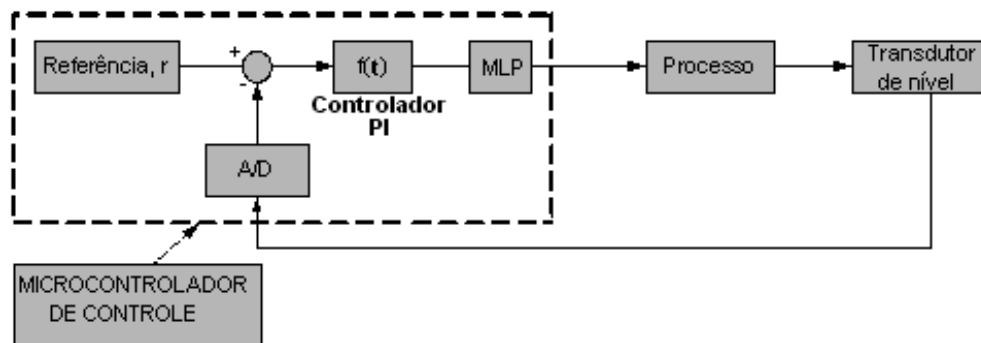 Referência, r
+
-
f(t)
Controlador
PI
MLP
Processo
Transdutor
de nível
A/D
MICROCONTROLADOR
DE CONTROLE